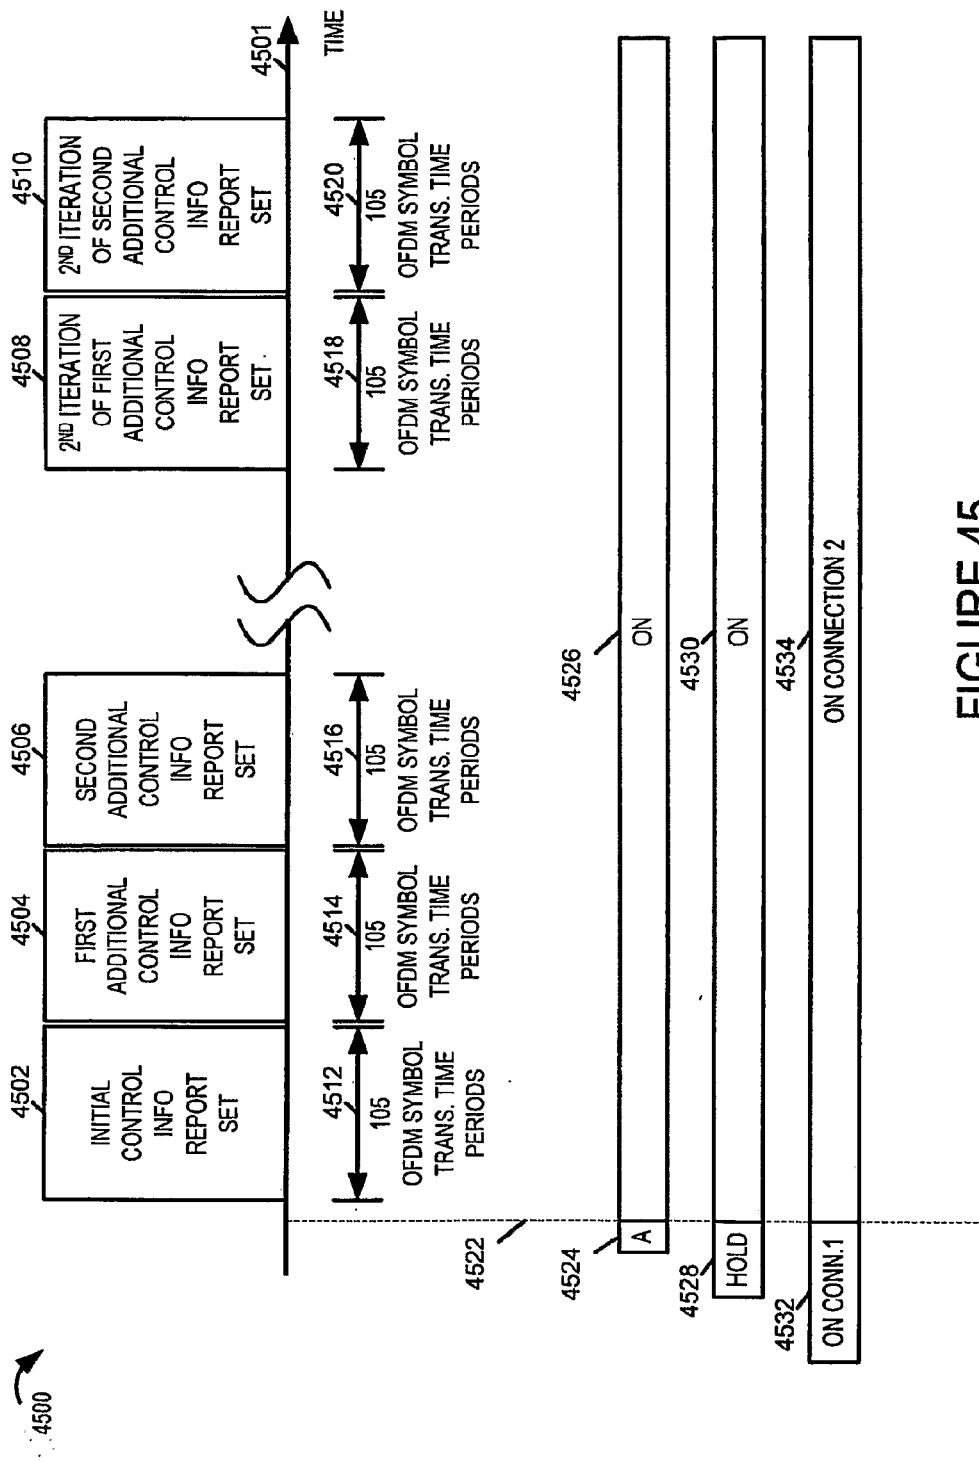 4500
4502
INITIAL
CONTROL
INFO
REPORT
SET
4504
FIRST
ADDITIONAL
CONTROL
INFO
REPORT
SET
4506
SECOND
ADDITIONAL
CONTROL
INFO
REPORT
SET
4508
2ND ITERATION
OF FIRST
ADDITIONAL
CONTROL
INFO
REPORT
SET
4510
2ND ITERATION
OF SECOND
ADDITIONAL
CONTROL
INFO
REPORT
SET
4501
TIME
4512
105
OFDM SYMBOL
TRANS. TIME
PERIODS
4514
105
OFDM SYMBOL
TRANS. TIME
PERIODS
4516
105
OFDM SYMBOL
TRANS. TIME
PERIODS
4518
105
OFDM SYMBOL
TRANS. TIME
PERIODS
4520
105
OFDM SYMBOL
TRANS. TIME
PERIODS
4522
4524
A
4526
ON
4528
HOLD
4530
ON
4532
ON CONN.1
4534
ON CONNECTION 2
FIGURE 45